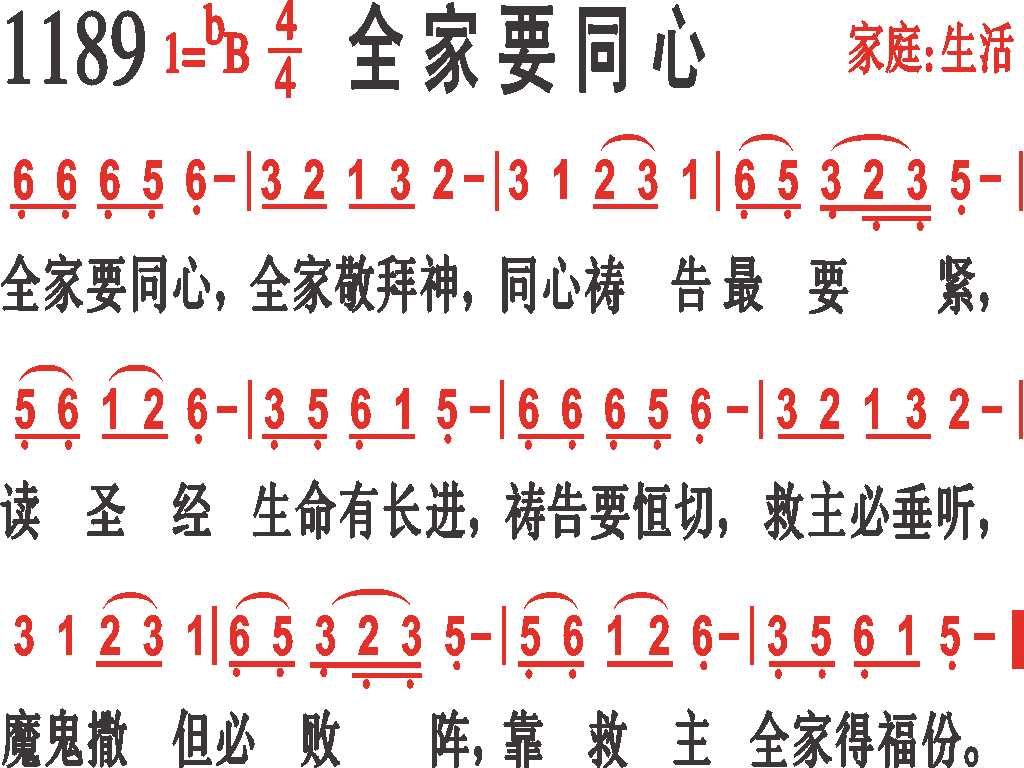 1189 1=bB 4/4 全家要同心 家庭:生活
6 6 6 5 6 - | 3 2 1 3 2 - | 3 1 2 3 1 | 6 5 3 2 3 5 - |
全家要同心,全家敬拜神,同心祷 告最 要 紧,
5 6 1 2 6 - | 3 5 6 1 5 - | 6 6 6 5 6 - | 3 2 1 3 2 - |
读 圣 经 生命有长进,祷告要恒切,救主必垂听,
3 1 2 3 1 | 6 5 3 2 3 5 - | 5 6 1 2 6 - | 3 5 6 1 5 -
魔鬼撒 但必 败 阵,靠 救 主 全家得福份。